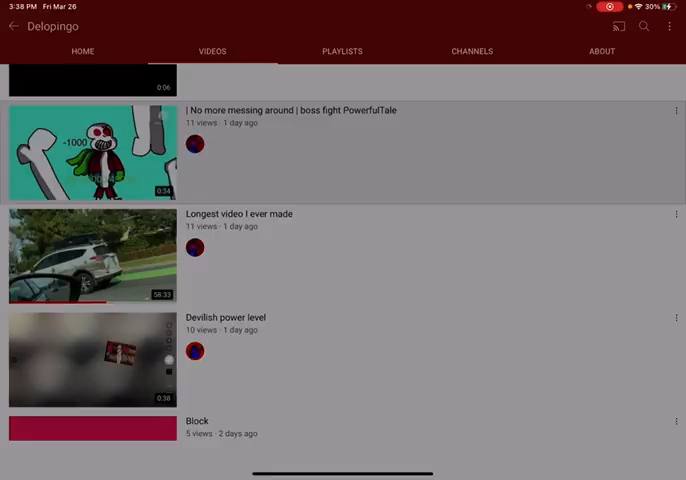 3:38 PM Fri Mar 26
30%
Delopingo
HOME VIDEOS PLAYLISTS CHANNELS ABOUT
0:06
| No more messing around | boss fight PowerfulTale
11 views · 1 day ago
-1000
0:34
Longest video I ever made
11 views · 1 day ago
58:33
Devilish power level
10 views · 1 day ago
0:38
Block
5 views · 2 days ago